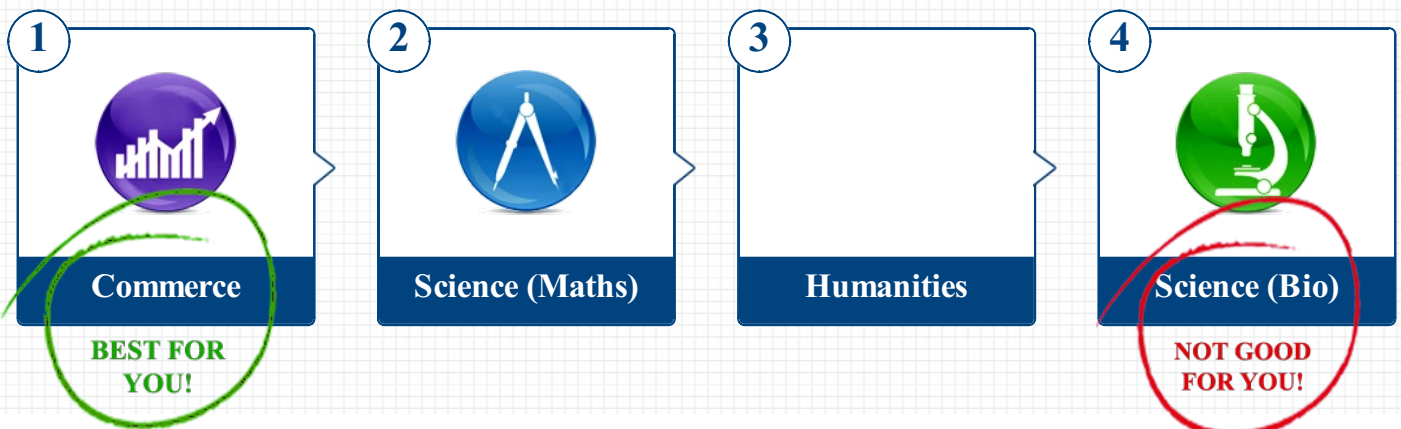 1
2
3
4
Commerce
Science (Maths)
Humanities
Science (Bio)
BEST FOR
YOU!
NOT GOOD
FOR YOU!